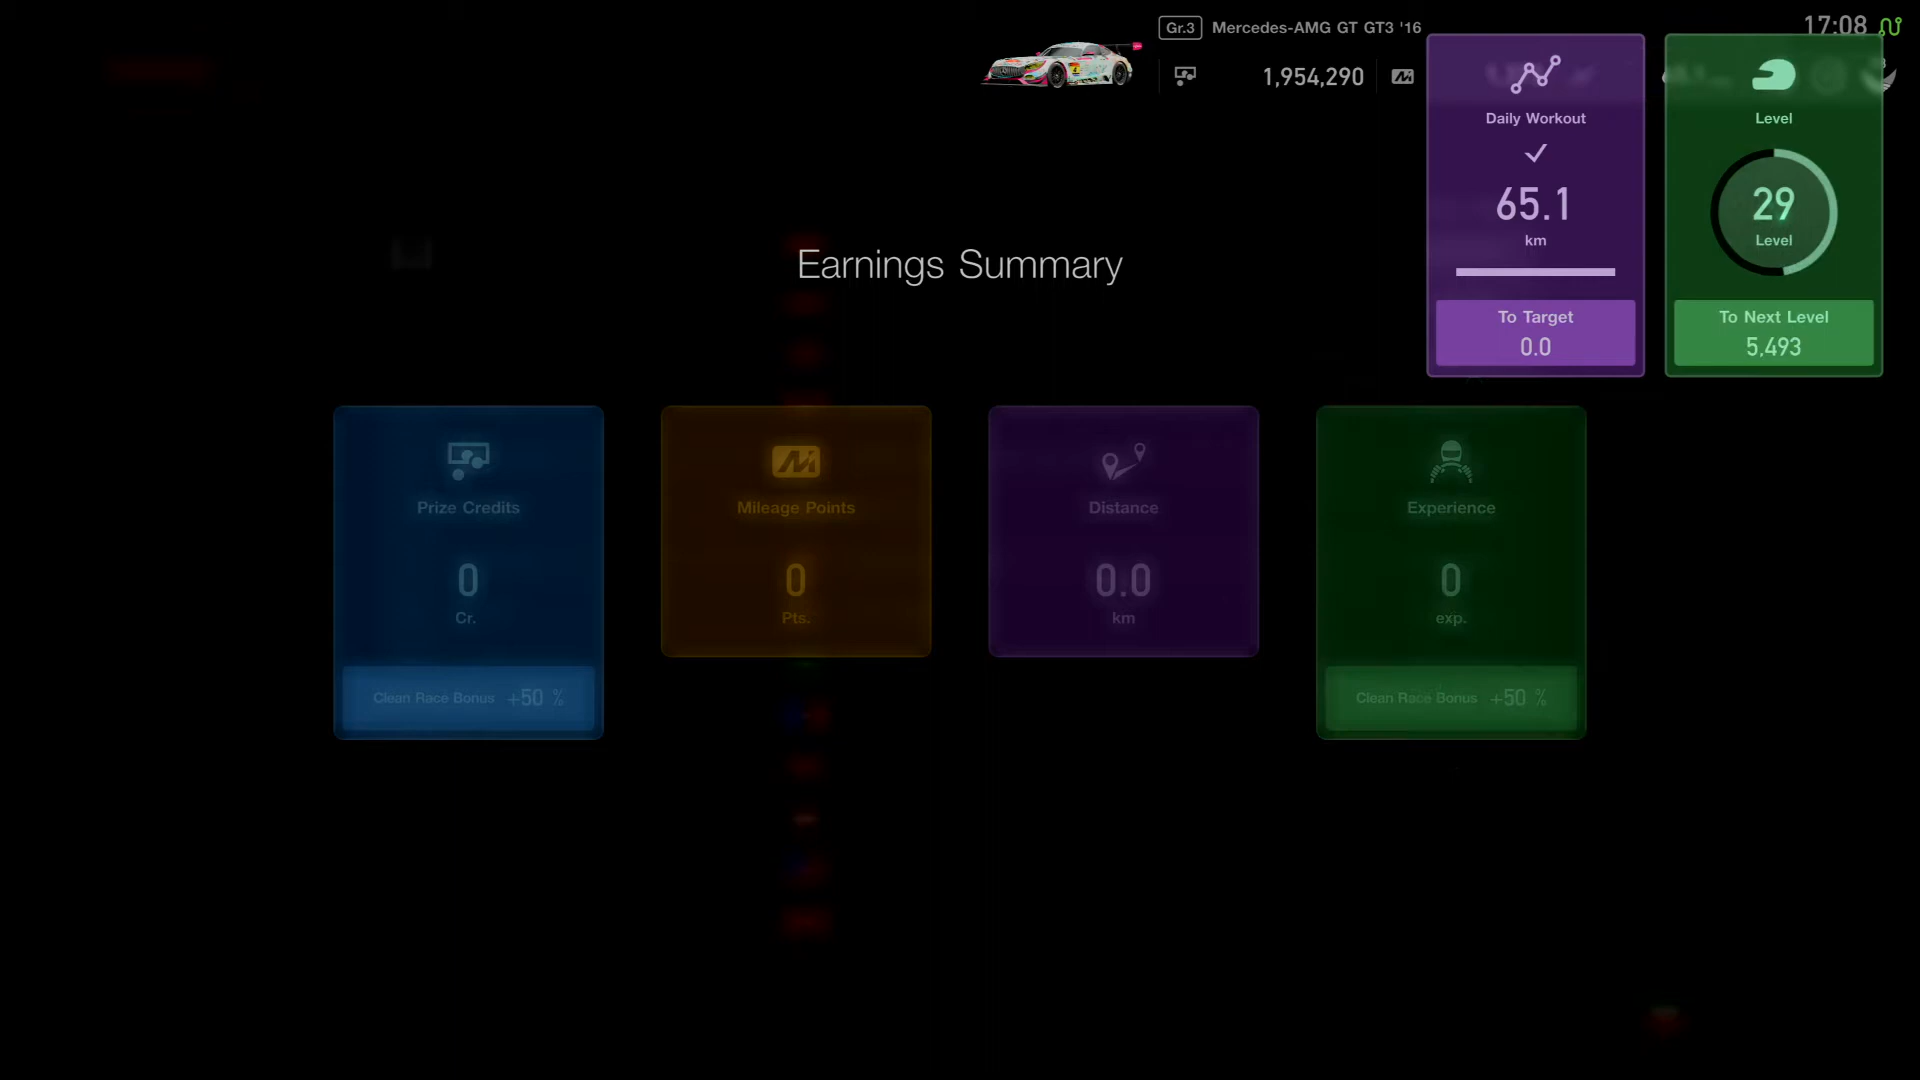 Gr.3 Mercedes-AMG GT GT3 '16
17:08
1,954,290
Daily Workout
65.1
km
To Target
0.0
Level
29
Level
To Next Level
5,493
Earnings Summary
Prize Credits
0
Cr.
Clean Race Bonus +50 %
Mileage Points
0
Pts.
Distance
0.0
km
Experience
0
exp.
Clean Race Bonus +50 %